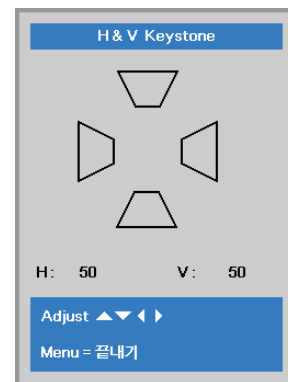 H & V Keystone
H: 50 V: 50
Adjust ▲▼◀▶
Menu = 끝내기